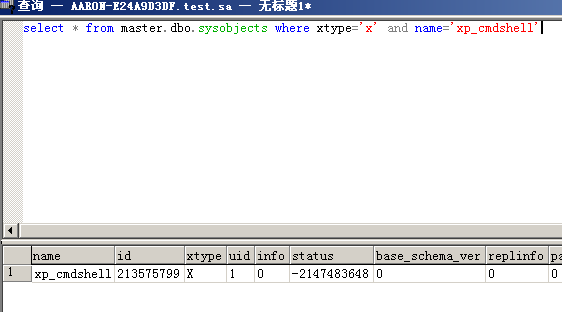 查询 — AARON-E24A9D3DF.test.sa — 无标题1*
select * from master.dbo.sysobjects where xtype='x' and name='xp_cmdshell'
name id xtype uid info status base_schema_ver replinfo pa
1 xp_cmdshell 213575799 X 1 0 -2147483648 0 0 0